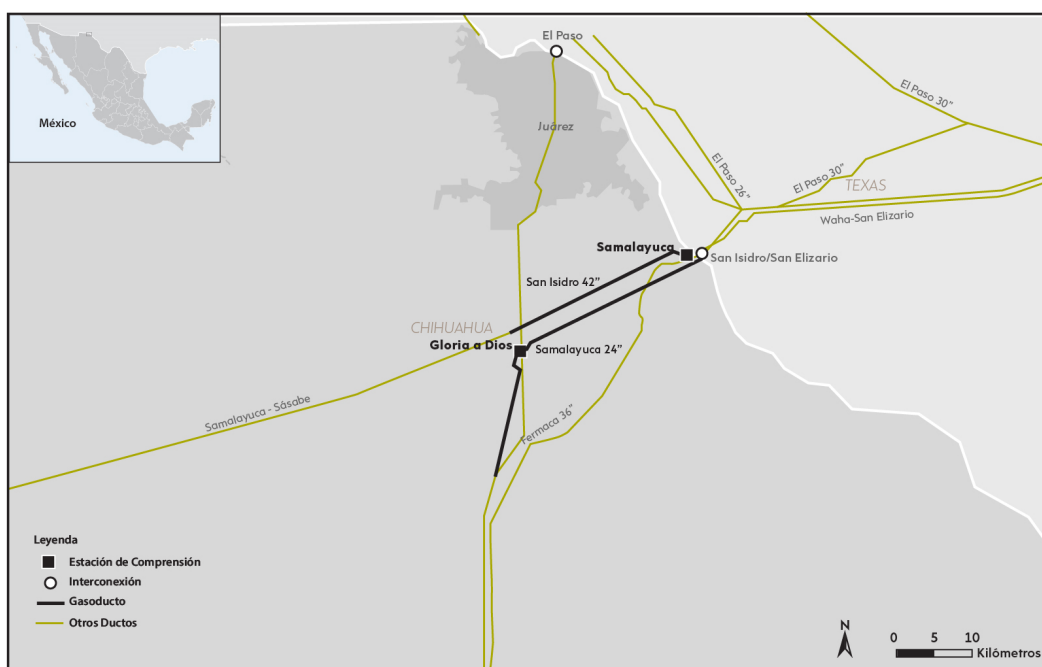 México
El Paso
Juárez
El Paso 30”
El Paso 26”
El Paso 30”
TEXAS
Waha-San Elizario
Samalayuca
San Isidro/San Elizario
San Isidro 42”
CHIHUAHUA
Gloria a Dios
Samalayuca 24”
Samalayuca - Sásabe
Fermaca 36”
Leyenda
Estación de Comprensión
Interconexión
Gasoducto
Otros Ductos
N
0 5 10
Kilómetros